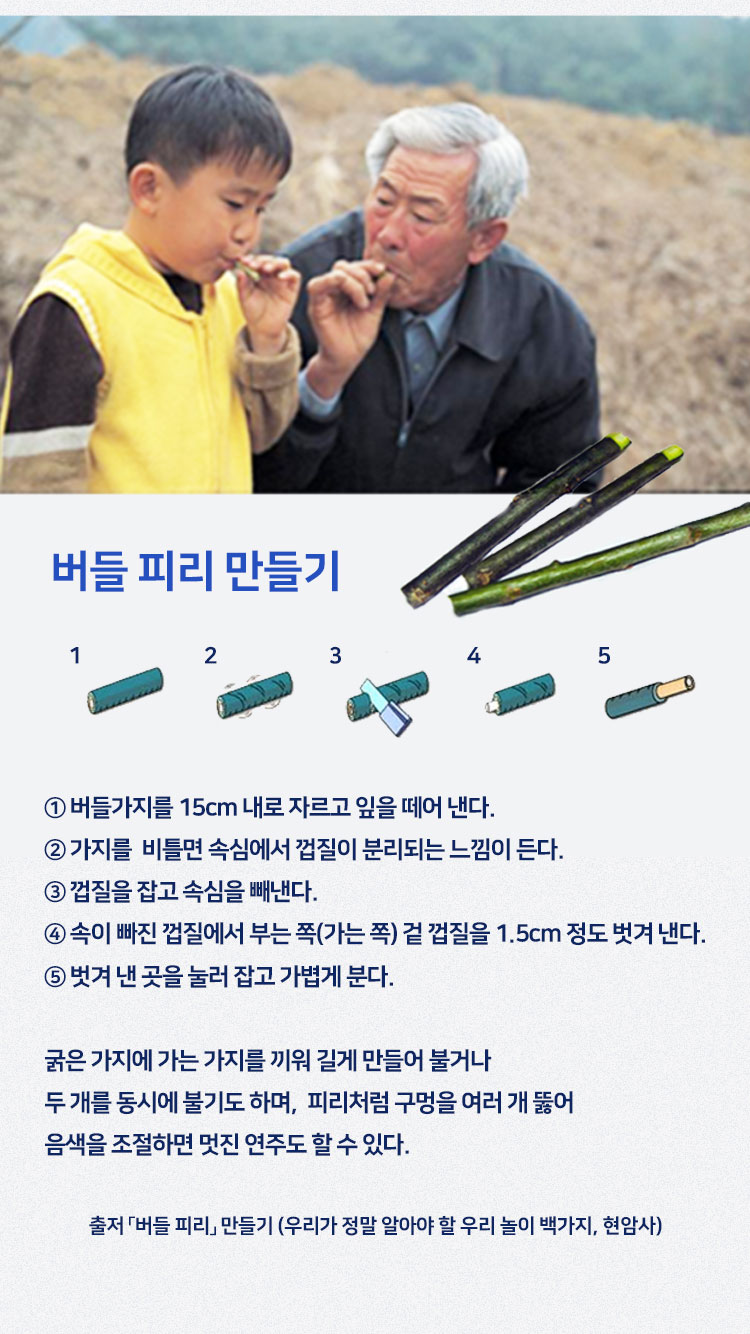 버들 피리 만들기
1 2 3 4 5
① 버들가지를 15cm 내로 자르고 잎을 떼어 낸다.
② 가지를 비틀면 속심에서 껍질이 분리되는 느낌이 든다.
③ 껍질을 잡고 속심을 빼낸다.
④ 속이 빠진 껍질에서 부는 쪽(가는 쪽) 겉 껍질을 1.5cm 정도 벗겨 낸다.
⑤ 벗겨 낸 곳을 눌러 잡고 가볍게 분다.
굵은 가지에 가는 가지를 끼워 길게 만들어 불거나
두 개를 동시에 불기도 하며, 피리처럼 구멍을 여러 개 뚫어
음색을 조절하면 멋진 연주도 할 수 있다.
출저 「버들 피리」 만들기 (우리가 정말 알아야 할 우리 놀이 백가지, 현암사)